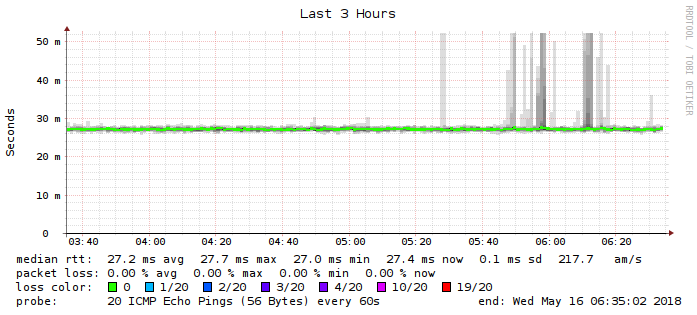 Last 3 Hours
RRDTOOL / TOBI OETIKER
Seconds
50 m
40 m
30 m
20 m
10 m
0
03:40 04:00 04:20 04:40 05:00 05:20 05:40 06:00 06:20
median rtt: 27.2 ms avg 27.7 ms max 27.0 ms min 27.4 ms now 0.1 ms sd 217.7 am/s
packet loss: 0.00 % avg 0.00 % max 0.00 % min 0.00 % now
loss color: 0 1/20 2/20 3/20 4/20 10/20 19/20
probe: 20 ICMP Echo Pings (56 Bytes) every 60s end: Wed May 16 06:35:02 2018